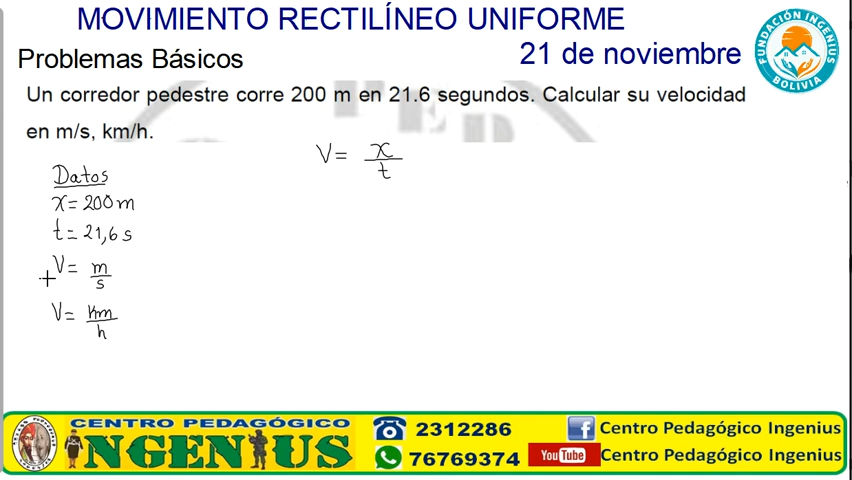 MOVIMIENTO RECTILÍNEO UNIFORME
Problemas Básicos
21 de noviembre
FUNDACIÓN INGENIUS
BOLIVIA
Un corredor pedestre corre 200 m en 21.6 segundos. Calcular su velocidad
en m/s, km/h.
V = x/t
Datos
x = 200 m
t = 21,6 s
V = m/s
V = km/h
CENTRO PEDAGÓGICO
INGENIUS
2312286
76769374
Centro Pedagógico Ingenius
YouTube Centro Pedagógico Ingenius